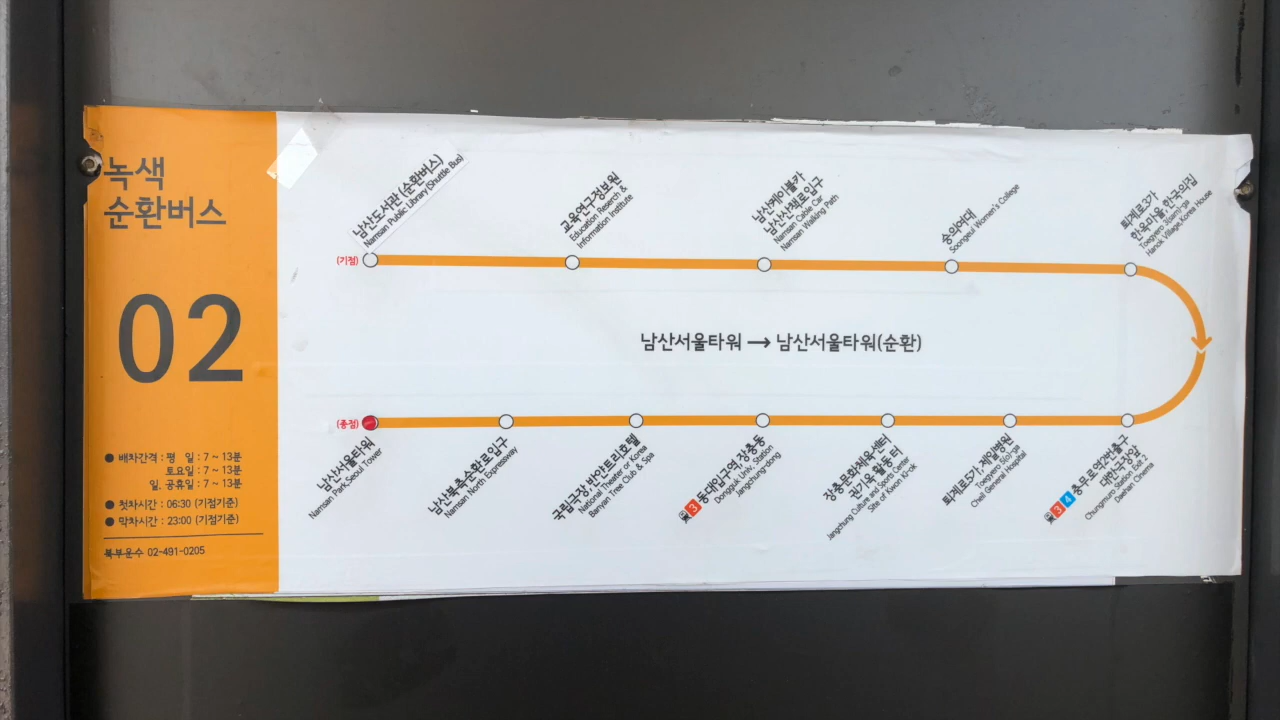 녹색
순환버스
02
● 배차간격 : 평 일 : 7 ~ 13분
토요일 : 7 ~ 13분
일, 공휴일 : 7 ~ 13분
● 첫차시간 : 06:30 (기점기준)
● 막차시간 : 23:00 (기점기준)
북부운수 02-491-0205
(기점)
남산도서관 (순환버스)
Namsan Public Library(Shuttle Bus)
교육연구정보원
Education Reserch &
Information Institute
남산케이블카
남산산책로입구
Namsan Cable Car
Namsan Walking Path
숭의여대
Soongeui Women's College
퇴계로3가
한옥마을.한국의집
Toegyero 3(sam)-ga
Hanok Village,Korea House
남산서울타워 → 남산서울타워(순환)
(종점)
남산서울타워
Namsan Park,Seoul Tower
남산북측순환로입구
Namsan North Expressway
국립극장.반얀트리호텔
National Theater or Korea
Banyan Tree Club & Spa
3 동대입구역.장충동
Dongguk Univ. Station
Jangchung-dong
장충문화체육센터
권기옥활동터
Jangchung Culture and Sports Center
Site of Kwon Ki-ok
퇴계로5가.제일병원
Toegyero 5(o)-ga
Cheil General Hospital
3 4 충무로역2번출구
대한극장앞
Chungmuro Station Exit 2
Daehan Cinema